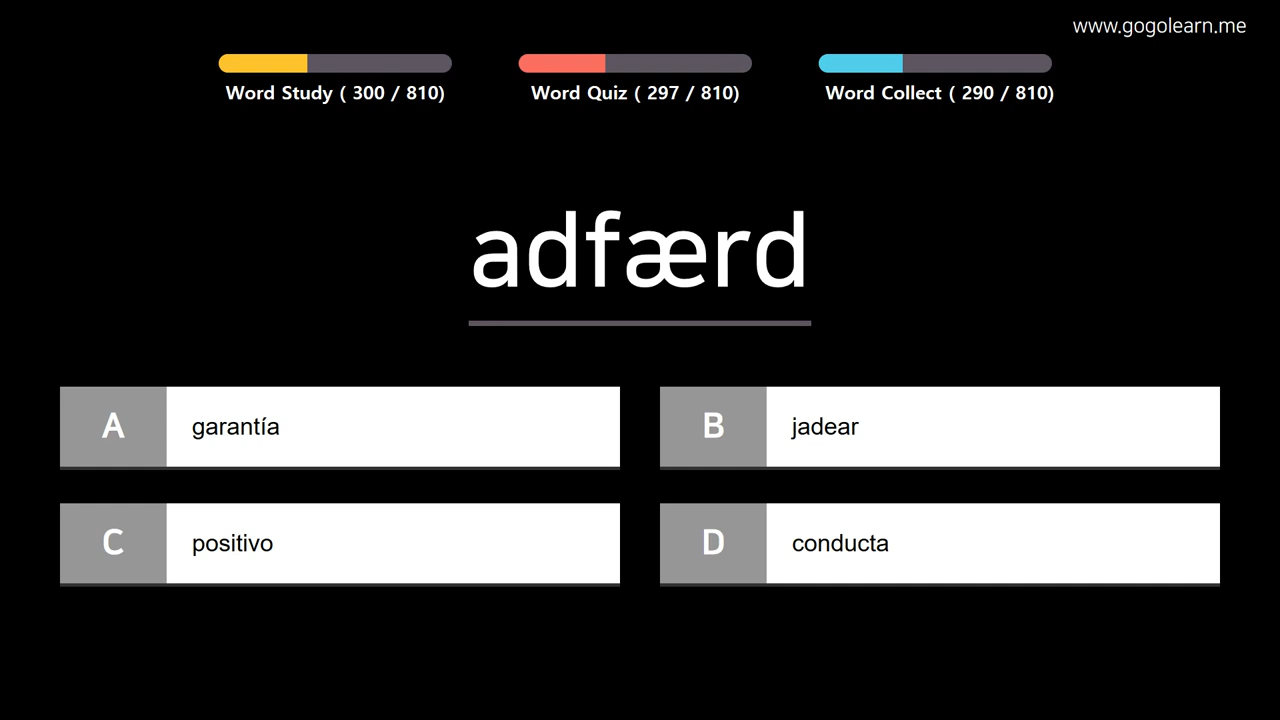 www.gogolearn.me
Word Study ( 300 / 810)
Word Quiz ( 297 / 810)
Word Collect ( 290 / 810)
adfærd
A garantía
B jadear
C positivo
D conducta